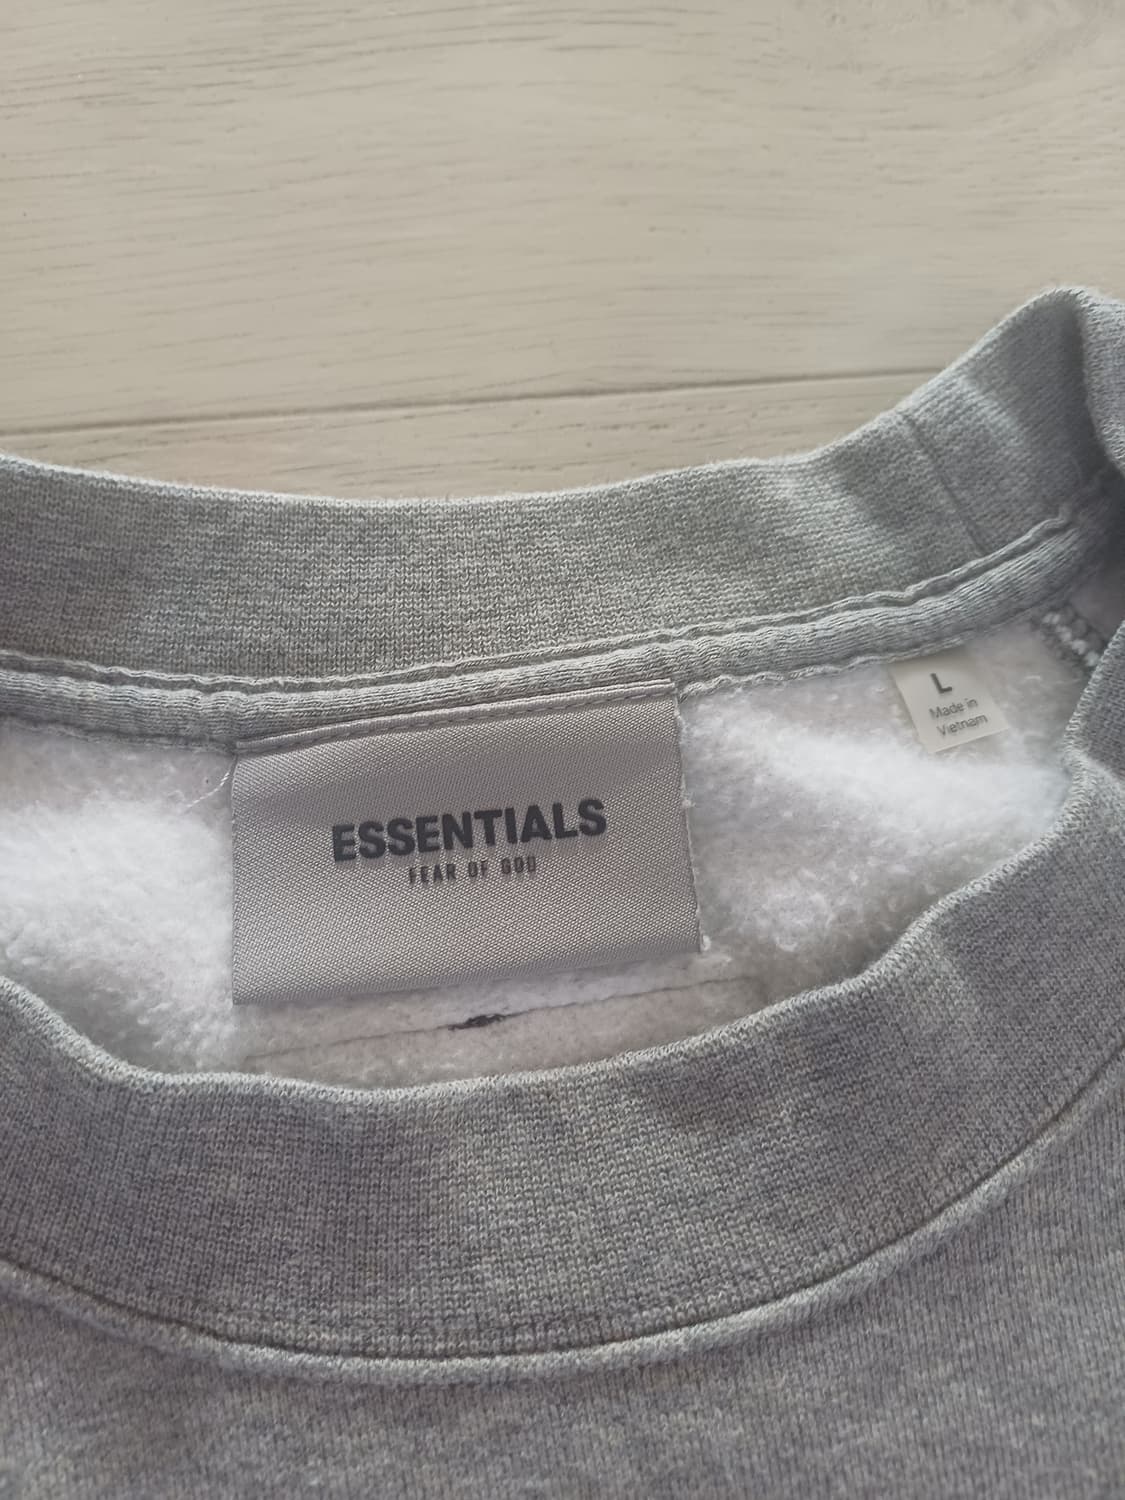 ESSENTIALS
FEAR OF GOD
L
Made in
Vietnam